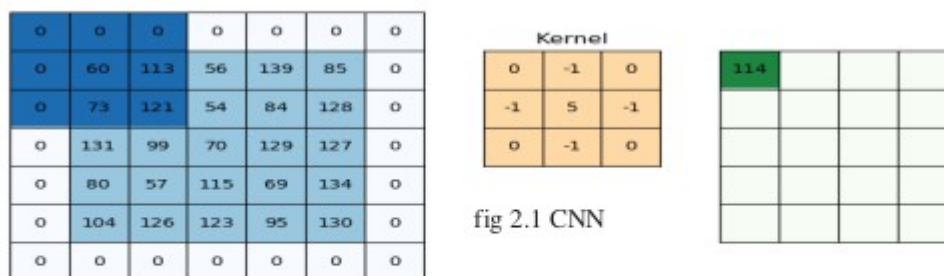 0 0 0 0 0 0 0
0 60 113 56 139 85 0
0 73 121 54 84 128 0
0 131 99 70 129 127 0
0 80 57 115 69 134 0
0 104 126 123 95 130 0
0 0 0 0 0 0 0
Kernel
0 -1 0
-1 5 -1
0 -1 0
fig 2.1 CNN
114